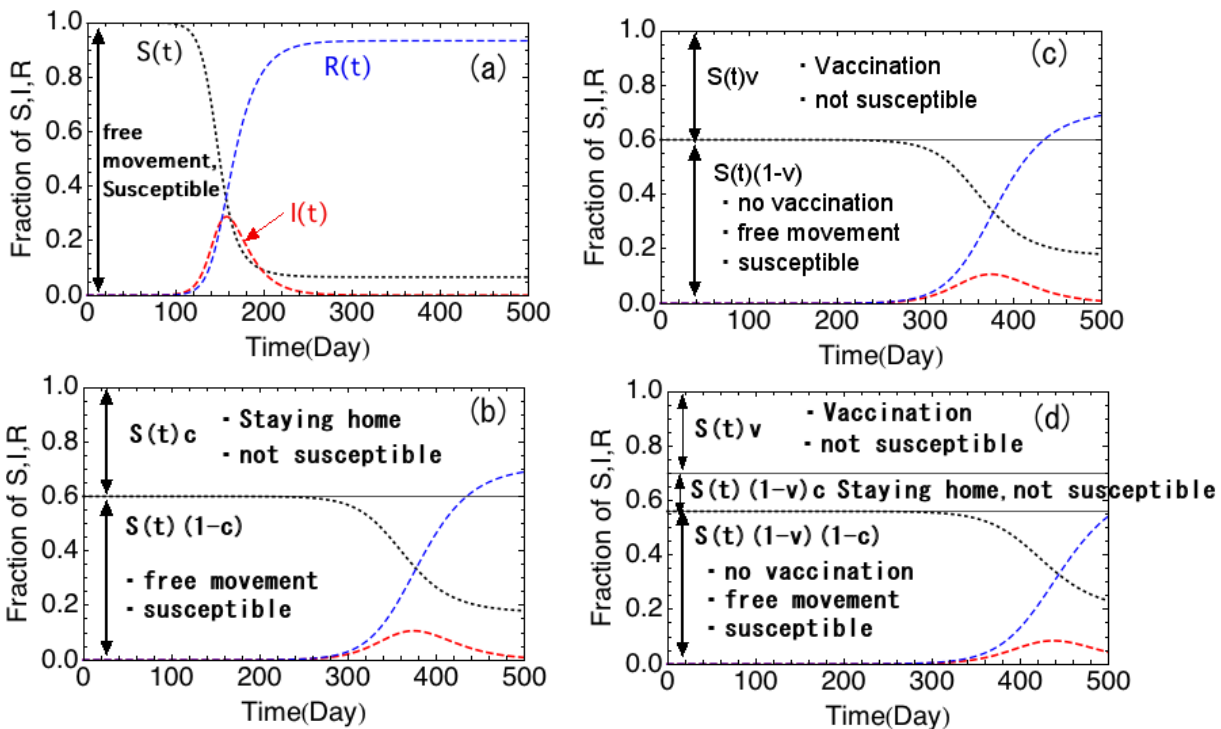 Fraction of S,I,R
1.0
0.8
0.6
0.4
0.2
0.0
S(t)
R(t)
(a)
free
movement,
Susceptible
I(t)
0 100 200 300 400 500
Time(Day)
Fraction of S,I,R
1.0
0.8
0.6
0.4
0.2
0.0
(c)
S(t)v
· Vaccination
· not susceptible
S(t)(1-v)
· no vaccination
· free movement
· susceptible
0 100 200 300 400 500
Time(Day)
Fraction of S,I,R
1.0
0.8
0.6
0.4
0.2
0.0
(b)
S(t)c
· Staying home
· not susceptible
S(t)(1-c)
· free movement
· susceptible
0 100 200 300 400 500
Time(Day)
Fraction of S,I,R
1.0
0.8
0.6
0.4
0.2
0.0
(d)
S(t)v
· Vaccination
· not susceptible
S(t)(1-v)c Staying home, not susceptible
S(t)(1-v)(1-c)
· no vaccination
· free movement
· susceptible
0 100 200 300 400 500
Time(Day)